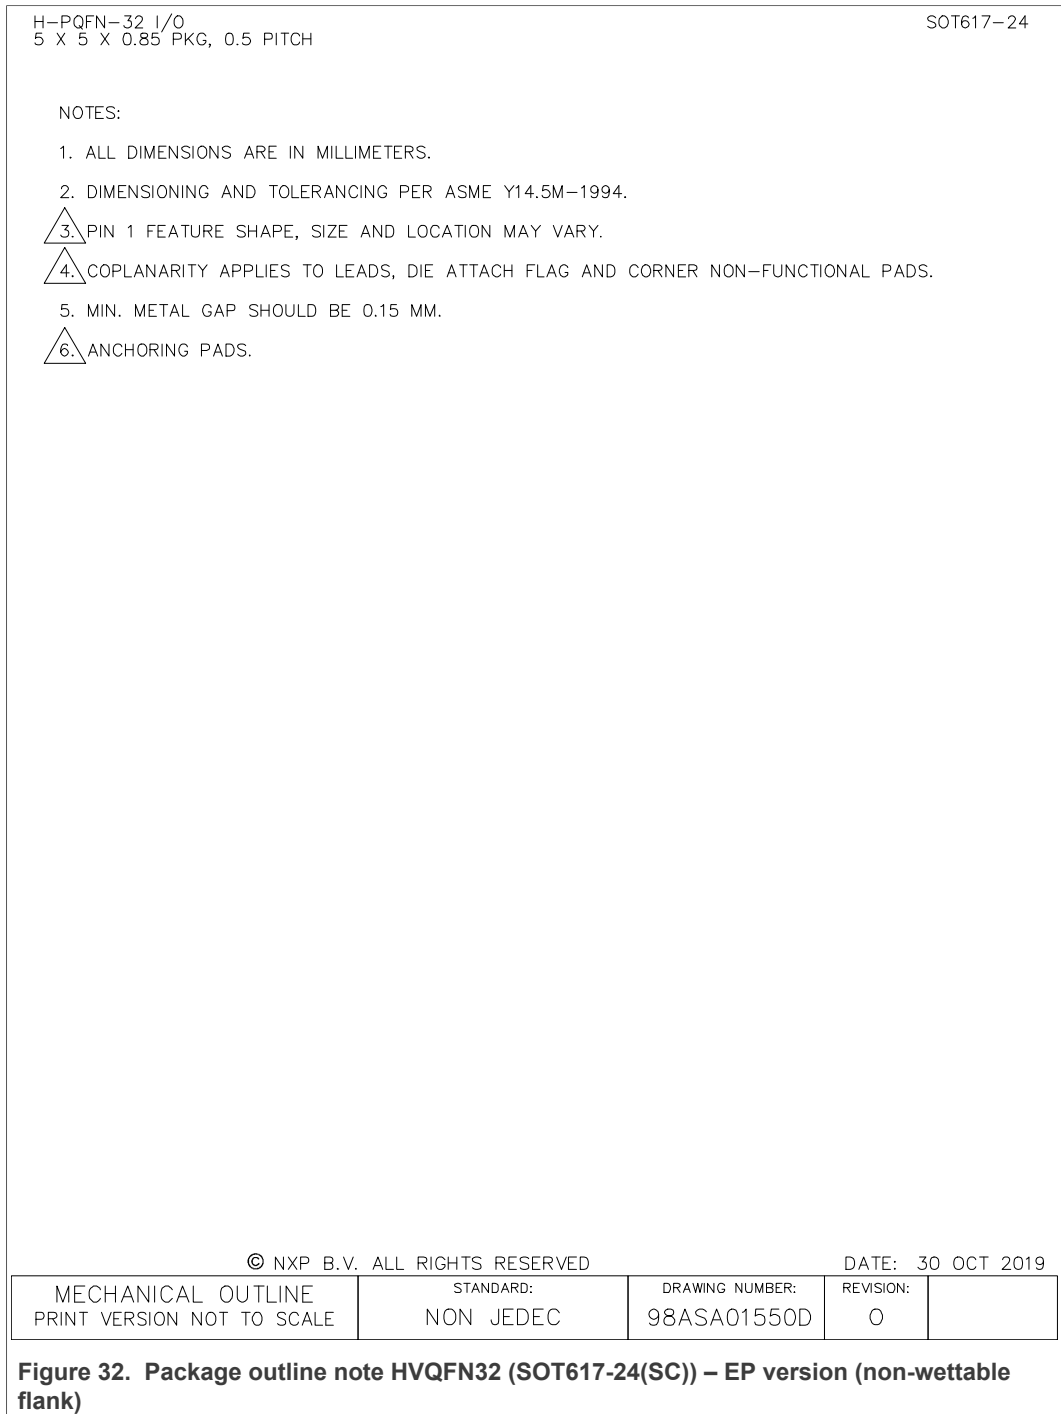 H-PQFN-32 I/O
5 X 5 X 0.85 PKG, 0.5 PITCH
SOT617-24
NOTES:
1. ALL DIMENSIONS ARE IN MILLIMETERS.
2. DIMENSIONING AND TOLERANCING PER ASME Y14.5M-1994.
3. PIN 1 FEATURE SHAPE, SIZE AND LOCATION MAY VARY.
4. COPLANARITY APPLIES TO LEADS, DIE ATTACH FLAG AND CORNER NON-FUNCTIONAL PADS.
5. MIN. METAL GAP SHOULD BE 0.15 MM.
6. ANCHORING PADS.
© NXP B.V. ALL RIGHTS RESERVED
DATE: 30 OCT 2019
MECHANICAL OUTLINE
PRINT VERSION NOT TO SCALE
STANDARD:
NON JEDEC
DRAWING NUMBER:
98ASA01550D
REVISION:
O
Figure 32. Package outline note HVQFN32 (SOT617-24(SC)) – EP version (non-wettable
flank)